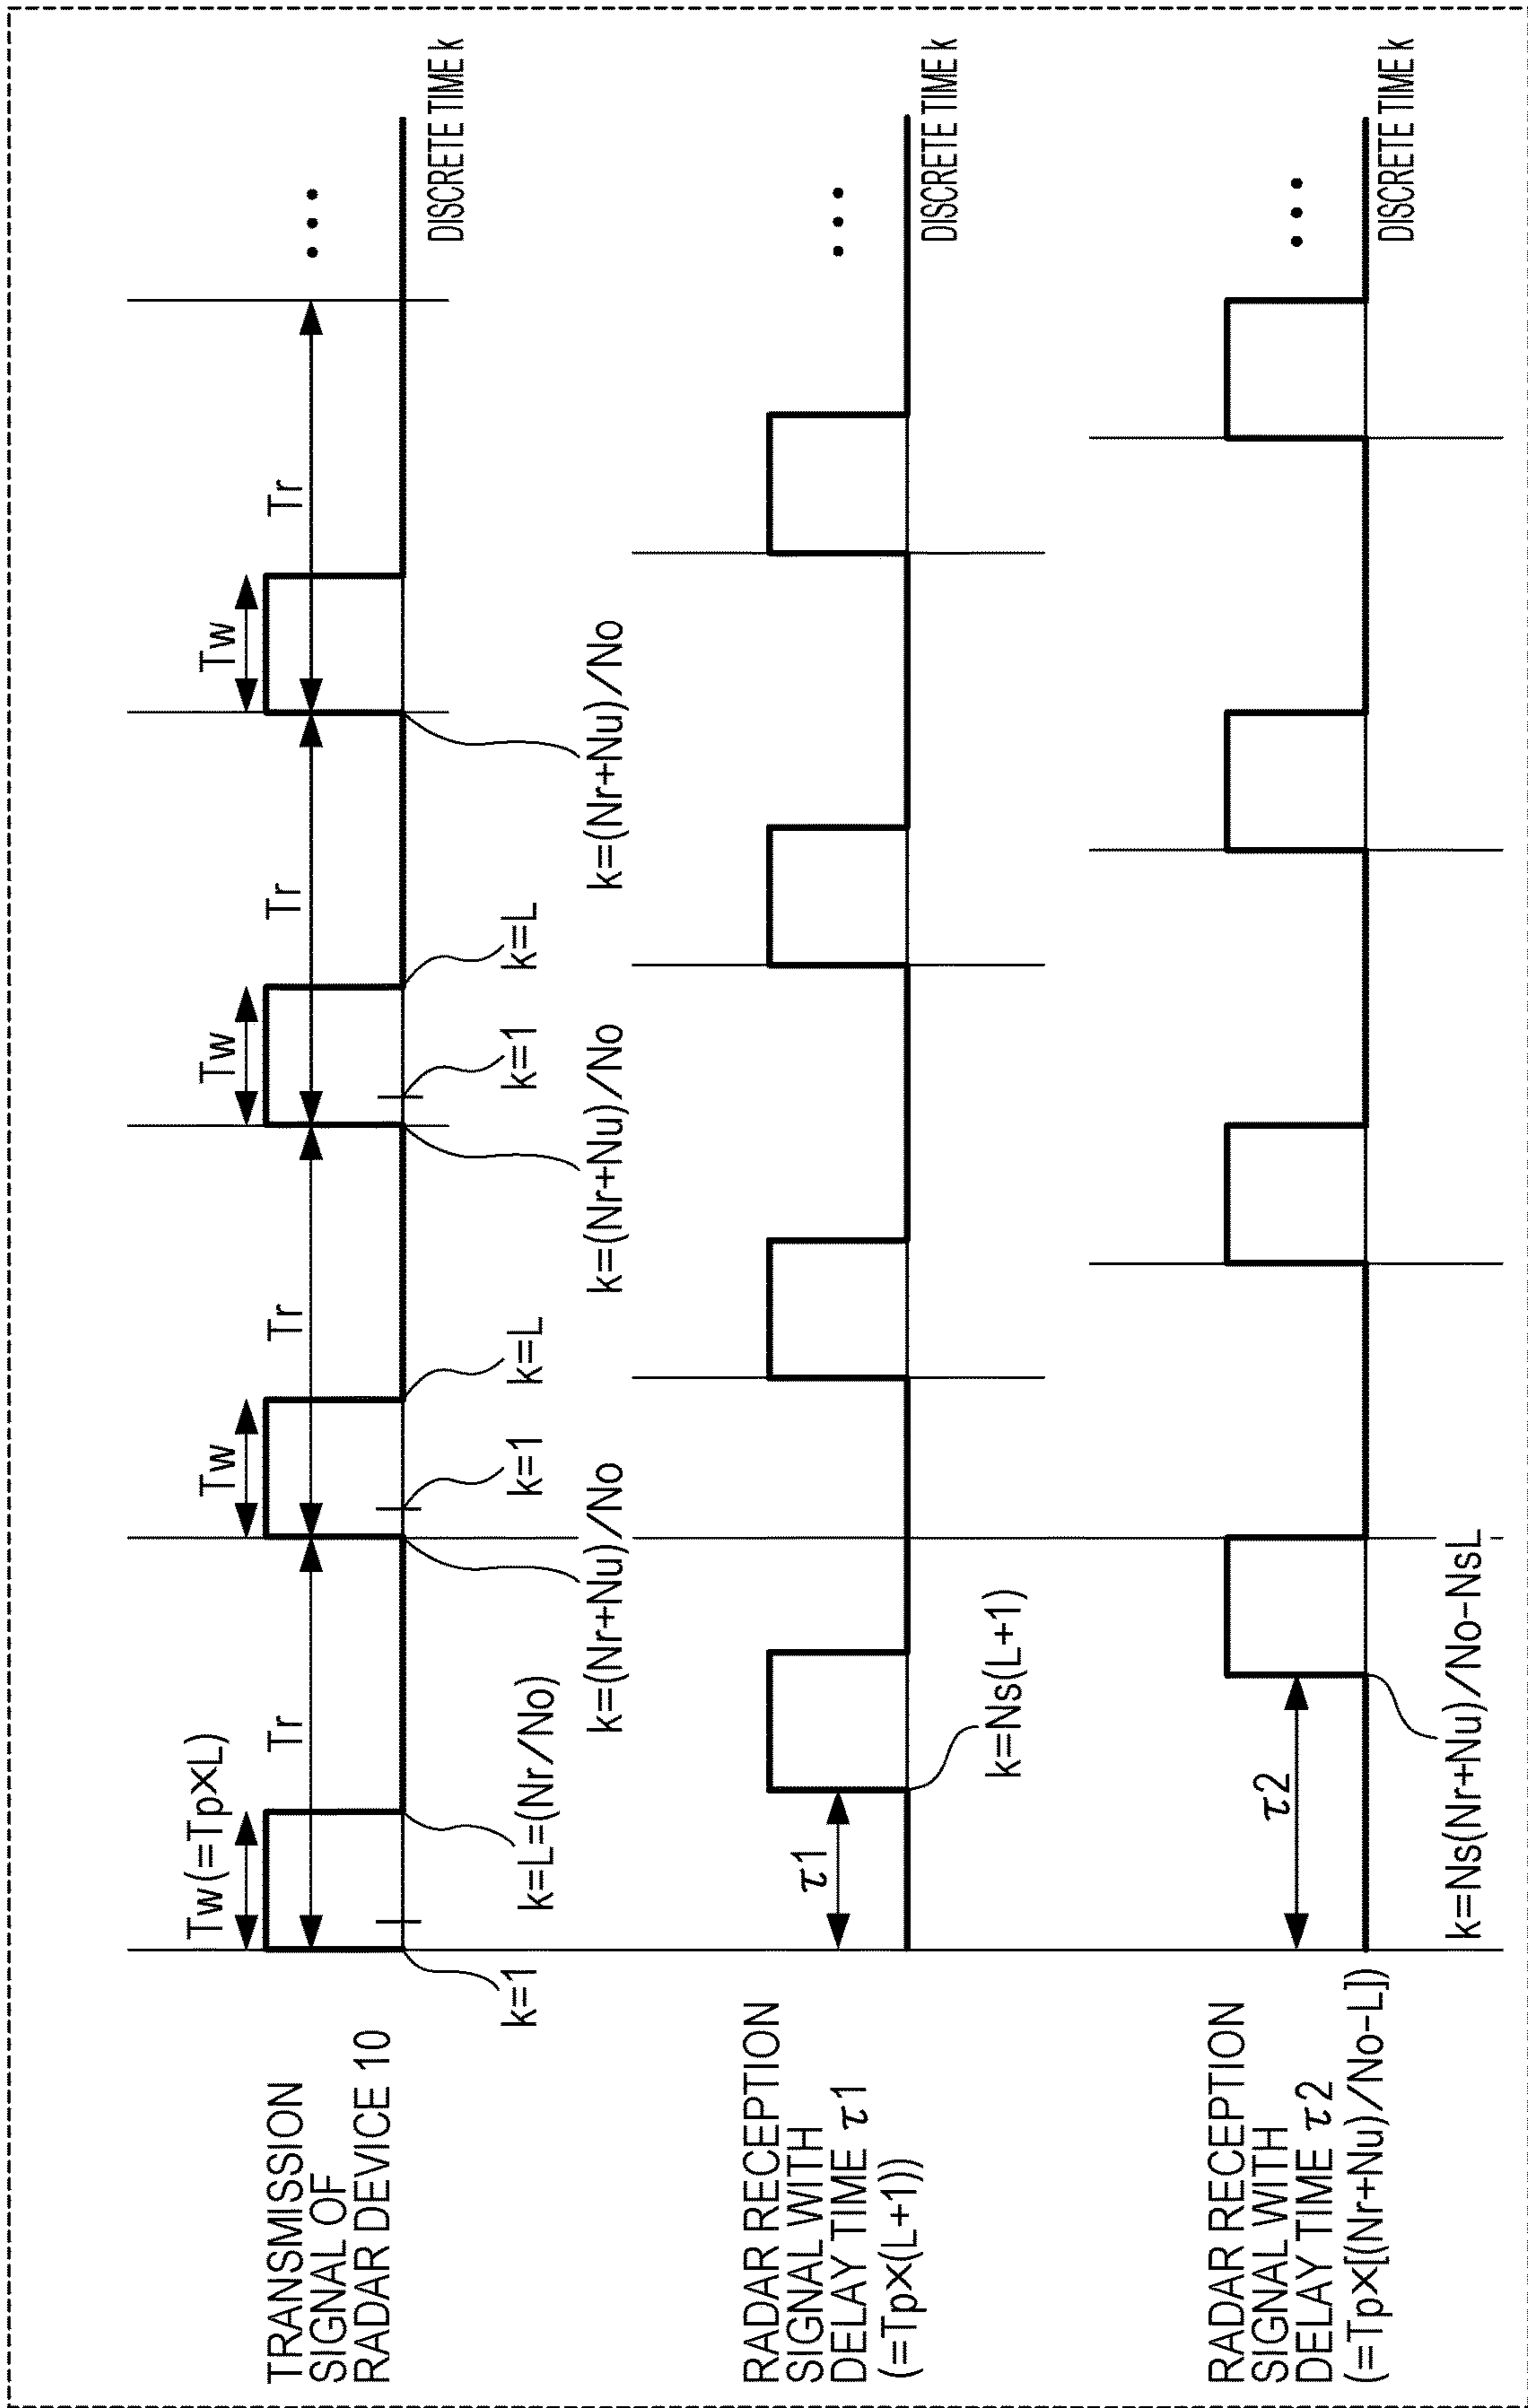 TRANSMISSION
SIGNAL OF
RADAR DEVICE 10
Tw(=Tp×L)
Tw
Tw
Tw
Tr
Tr
Tr
Tr
• • •
DISCRETE TIME k
k=1
k=L=(Nr/No)
k=1
k=L
k=1
k=L
k=(Nr+Nu)/No
k=(Nr+Nu)/No
k=(Nr+Nu)/No
RADAR RECEPTION
SIGNAL WITH
DELAY TIME τ1
(=Tp×(L+1))
τ1
• • •
DISCRETE TIME k
k=Ns(L+1)
RADAR RECEPTION
SIGNAL WITH
DELAY TIME τ2
(=Tp×[(Nr+Nu)/No-L])
τ2
• • •
DISCRETE TIME k
k=Ns(Nr+Nu)/No-NsL